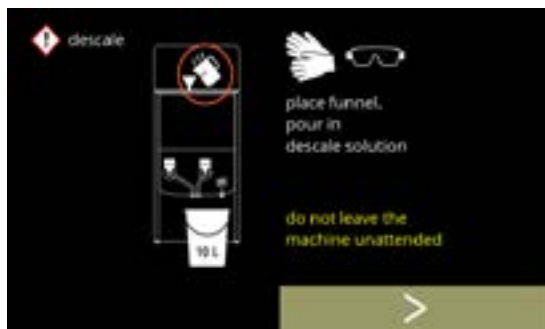 descale
place funnel,
pour in
descale solution
do not leave the
machine unattended
10 L